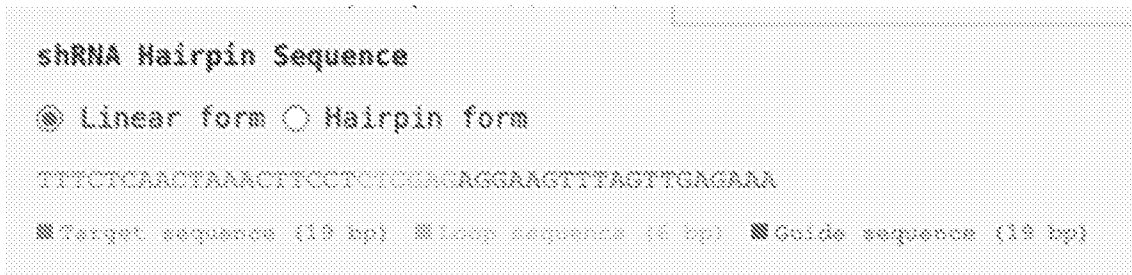 shRNA Hairpin Sequence
Linear form Hairpin form
TTTCTCAACTAAACTTCCTCTCGAGAGGAAGTTTAGTTGAGAAA
Target sequence (19 bp) Loop sequence (6 bp) Guide sequence (19 bp)